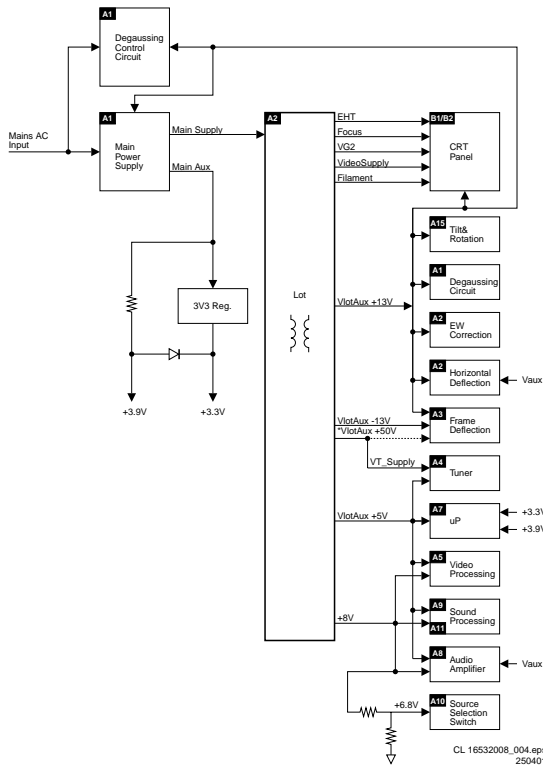 A1
Degaussing
Control
Circuit
Mains AC
Input
A1
Main
Power
Supply
Main Supply
Main Aux
3V3 Reg.
+3.9V
+3.3V
A2
Lot
EHT
Focus
VG2
VideoSupply
Filament
B1/B2
CRT
Panel
A15
Tilt&
Rotation
A1
Degaussing
Circuit
VlotAux +13V
A2
EW
Correction
A2
Horizontal
Deflection
Vaux
A3
Frame
Deflection
VlotAux -13V
*VlotAux +50V
VT_Supply
A4
Tuner
VlotAux +5V
A7
uP
+3.3V
+3.9V
A5
Video
Processing
A9
Sound
Processing
A11
+8V
A8
Audio
Amplifier
Vaux
+6.8V
A10
Source
Selection
Switch
CL 16532008_004.eps
250401